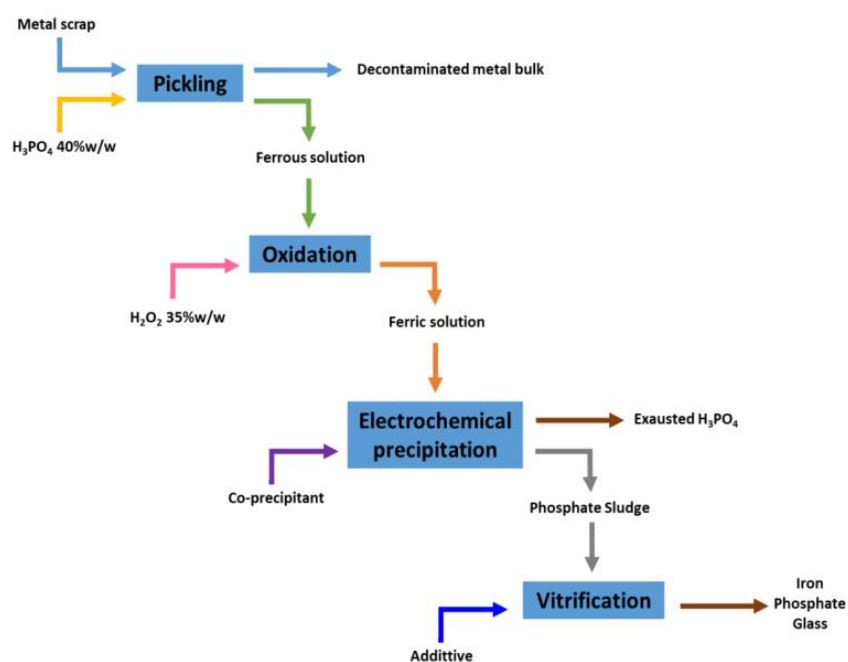 Metal scrap
Pickling
Decontaminated metal bulk
H₃PO₄ 40%w/w
Ferrous solution
Oxidation
H₂O₂ 35%w/w
Ferric solution
Electrochemical
precipitation
Exausted H₃PO₄
Co-precipitant
Phosphate Sludge
Vitrification
Iron
Phosphate
Glass
Addittive